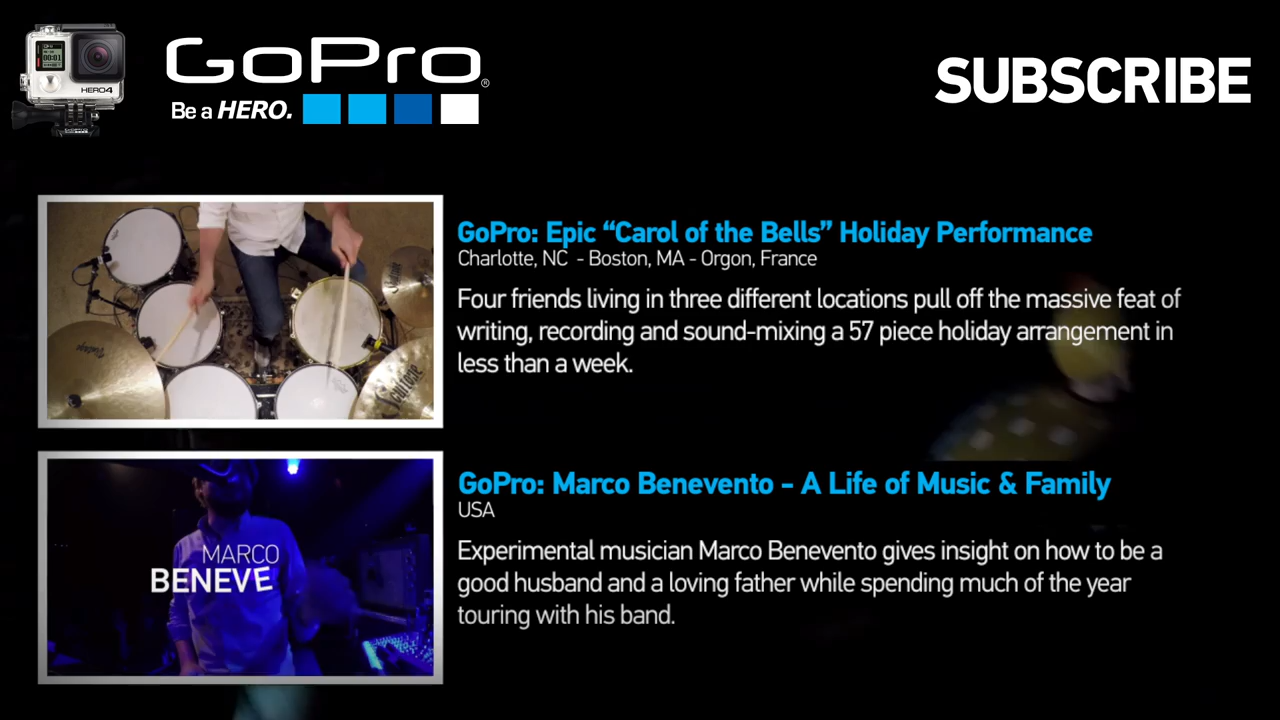 GoPro®
Be a HERO.
HERO4
SUBSCRIBE
GoPro: Epic “Carol of the Bells” Holiday Performance
Charlotte, NC - Boston, MA - Orgon, France
Four friends living in three different locations pull off the massive feat of
writing, recording and sound-mixing a 57 piece holiday arrangement in
less than a week.
GoPro: Marco Benevento - A Life of Music & Family
USA
MARCO
BENEVE
Experimental musician Marco Benevento gives insight on how to be a
good husband and a loving father while spending much of the year
touring with his band.